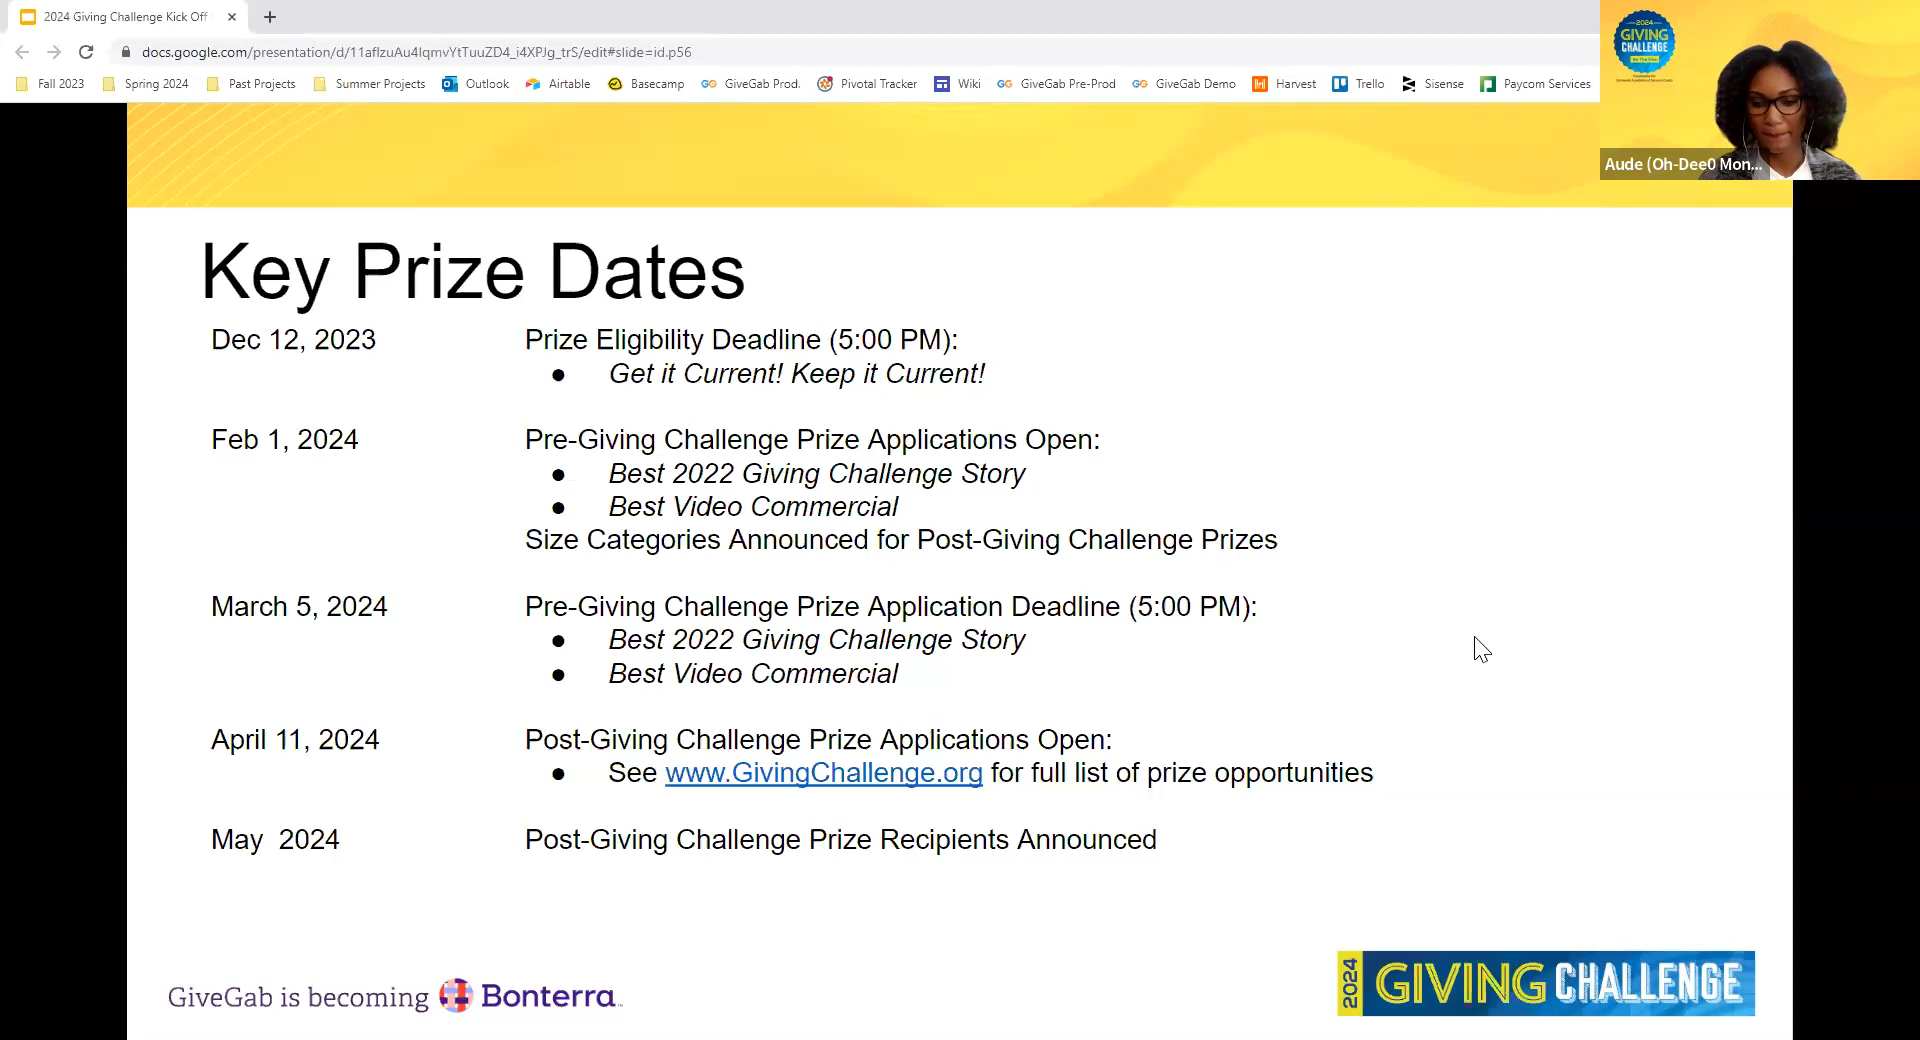 2024 Giving Challenge Kick Off
docs.google.com/presentation/d/11aflzuAu4lqmvYtTuuZD4_i4XPJg_trS/edit#slide=id.p56
Fall 2023 Spring 2024 Past Projects Summer Projects Outlook Airtable Basecamp GiveGab Prod. Pivotal Tracker Wiki GiveGab Pre-Prod GiveGab Demo Harvest Trello Sisense Paycom Services
2024
GIVING
CHALLENGE
Be The One
Aude (Oh-Dee0 Mon...
Key Prize Dates
Dec 12, 2023 Prize Eligibility Deadline (5:00 PM):
● Get it Current! Keep it Current!
Feb 1, 2024 Pre-Giving Challenge Prize Applications Open:
● Best 2022 Giving Challenge Story
● Best Video Commercial
Size Categories Announced for Post-Giving Challenge Prizes
March 5, 2024 Pre-Giving Challenge Prize Application Deadline (5:00 PM):
● Best 2022 Giving Challenge Story
● Best Video Commercial
April 11, 2024 Post-Giving Challenge Prize Applications Open:
● See www.GivingChallenge.org for full list of prize opportunities
May 2024 Post-Giving Challenge Prize Recipients Announced
GiveGab is becoming Bonterra™
2024 GIVING CHALLENGE